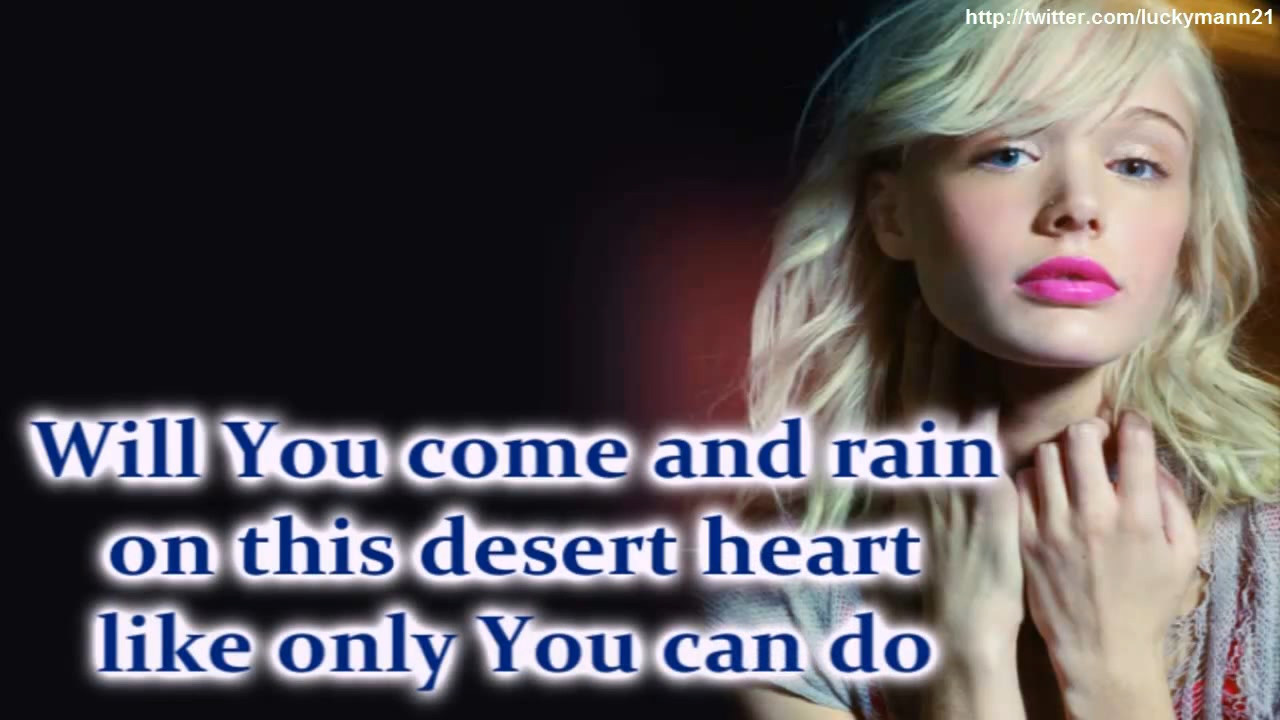 http://twitter.com/luckymann21
Will You come and rain
on this desert heart
like only You can do